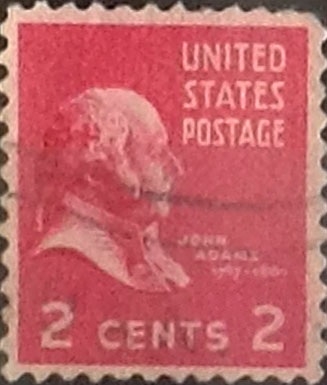 UNITED
STATES
POSTAGE
JOHN
ADAMS
2 CENTS 2